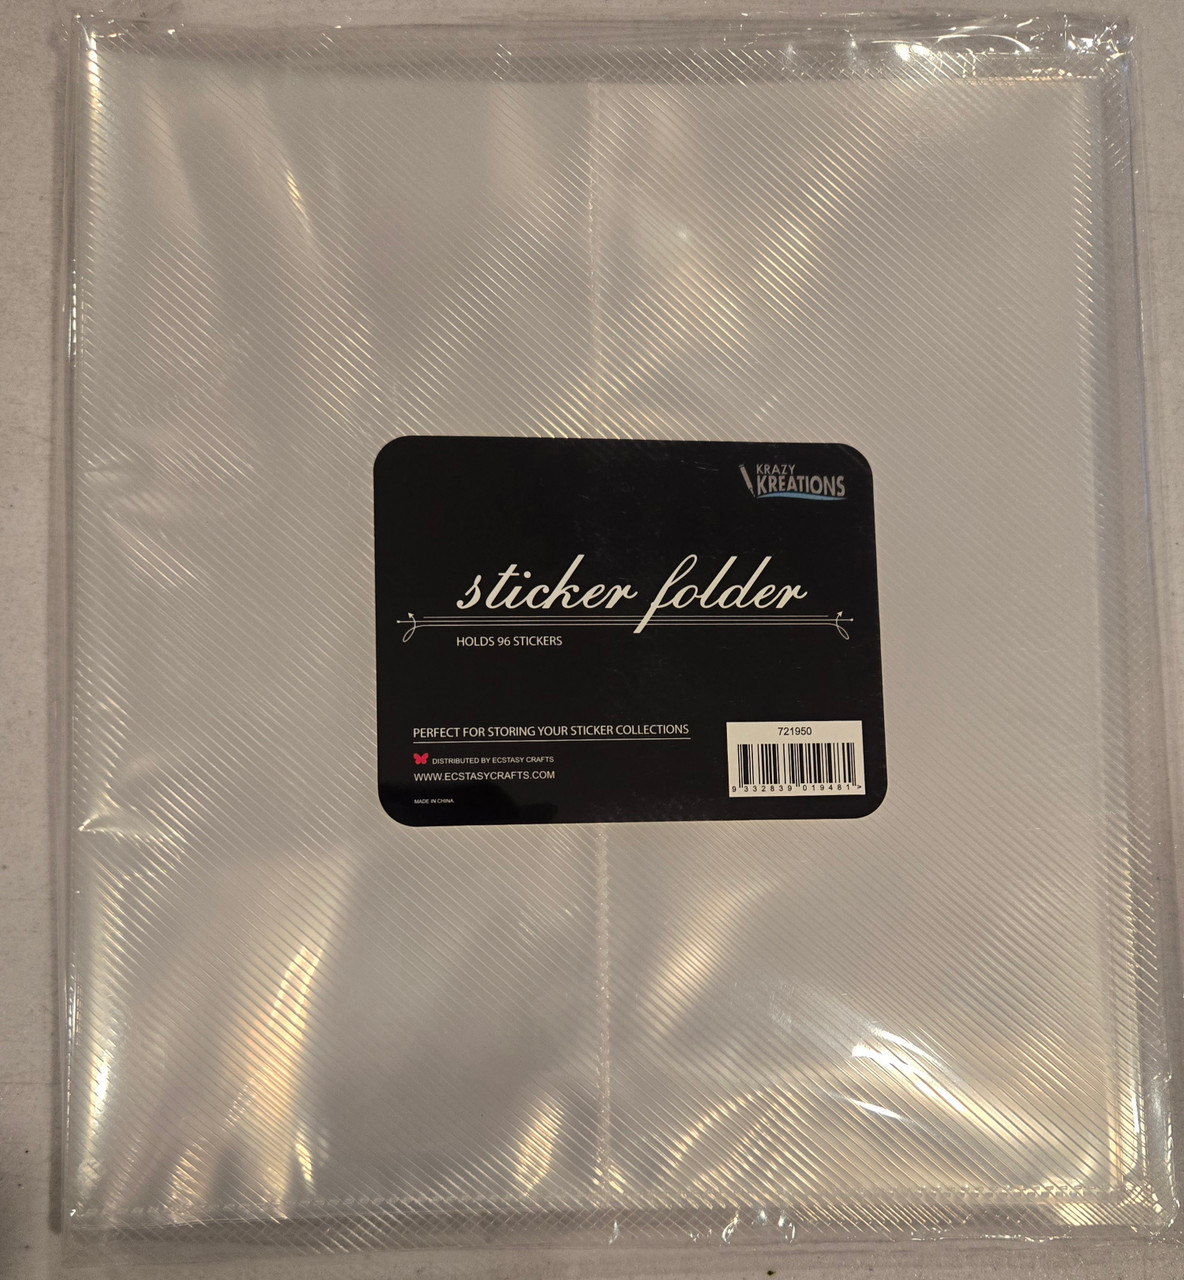 KRAZY
KREATIONS
sticker folder
HOLDS 96 STICKERS
PERFECT FOR STORING YOUR STICKER COLLECTIONS
DISTRIBUTED BY ECSTASY CRAFTS
WWW.ECSTASYCRAFTS.COM
MADE IN CHINA
721950
9 332839 019481 >